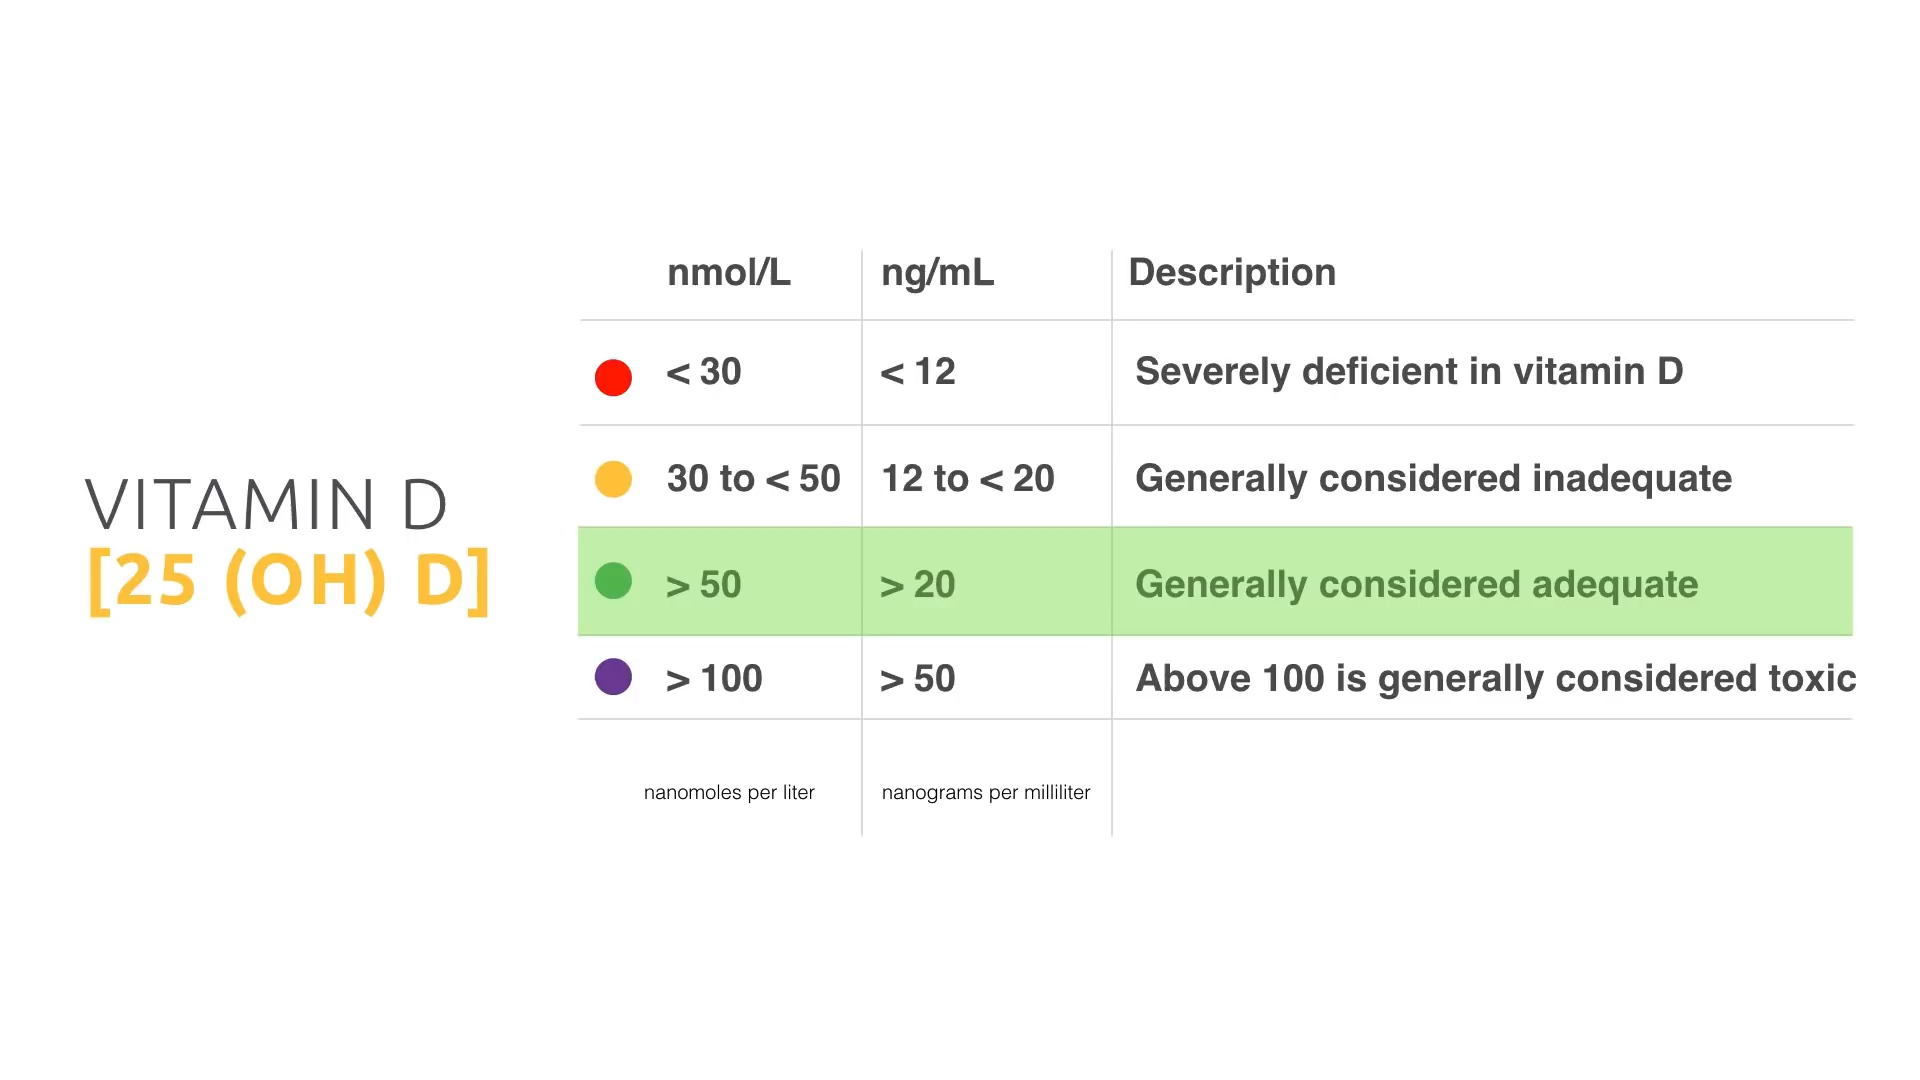 VITAMIN D
[25 (OH) D]
nmol/L ng/mL Description
< 30 < 12 Severely deficient in vitamin D
30 to < 50 12 to < 20 Generally considered inadequate
> 50 > 20 Generally considered adequate
> 100 > 50 Above 100 is generally considered toxic
nanomoles per liter nanograms per milliliter